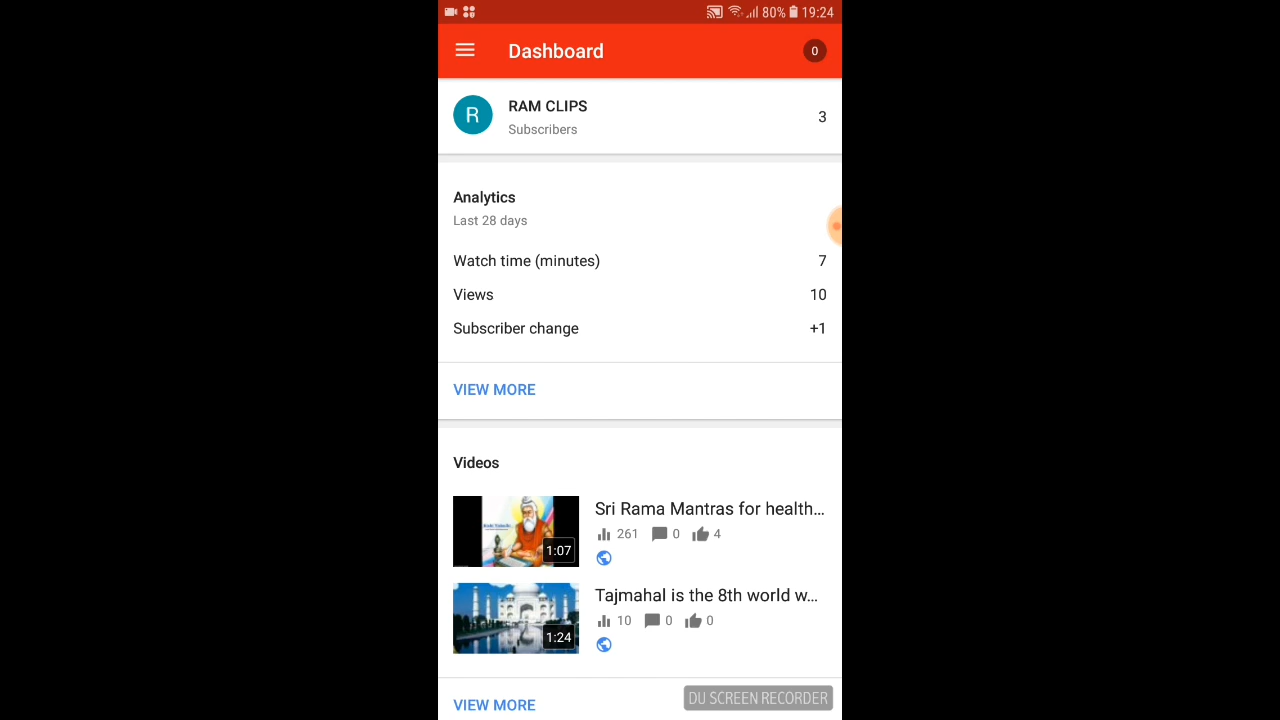 80% 19:24
Dashboard 0
R RAM CLIPS 3
Subscribers
Analytics
Last 28 days
Watch time (minutes) 7
Views 10
Subscriber change +1
VIEW MORE
Videos
1:07
Sri Rama Mantras for health...
261 0 4
1:24
Tajmahal is the 8th world w...
10 0 0
VIEW MORE
DU SCREEN RECORDER